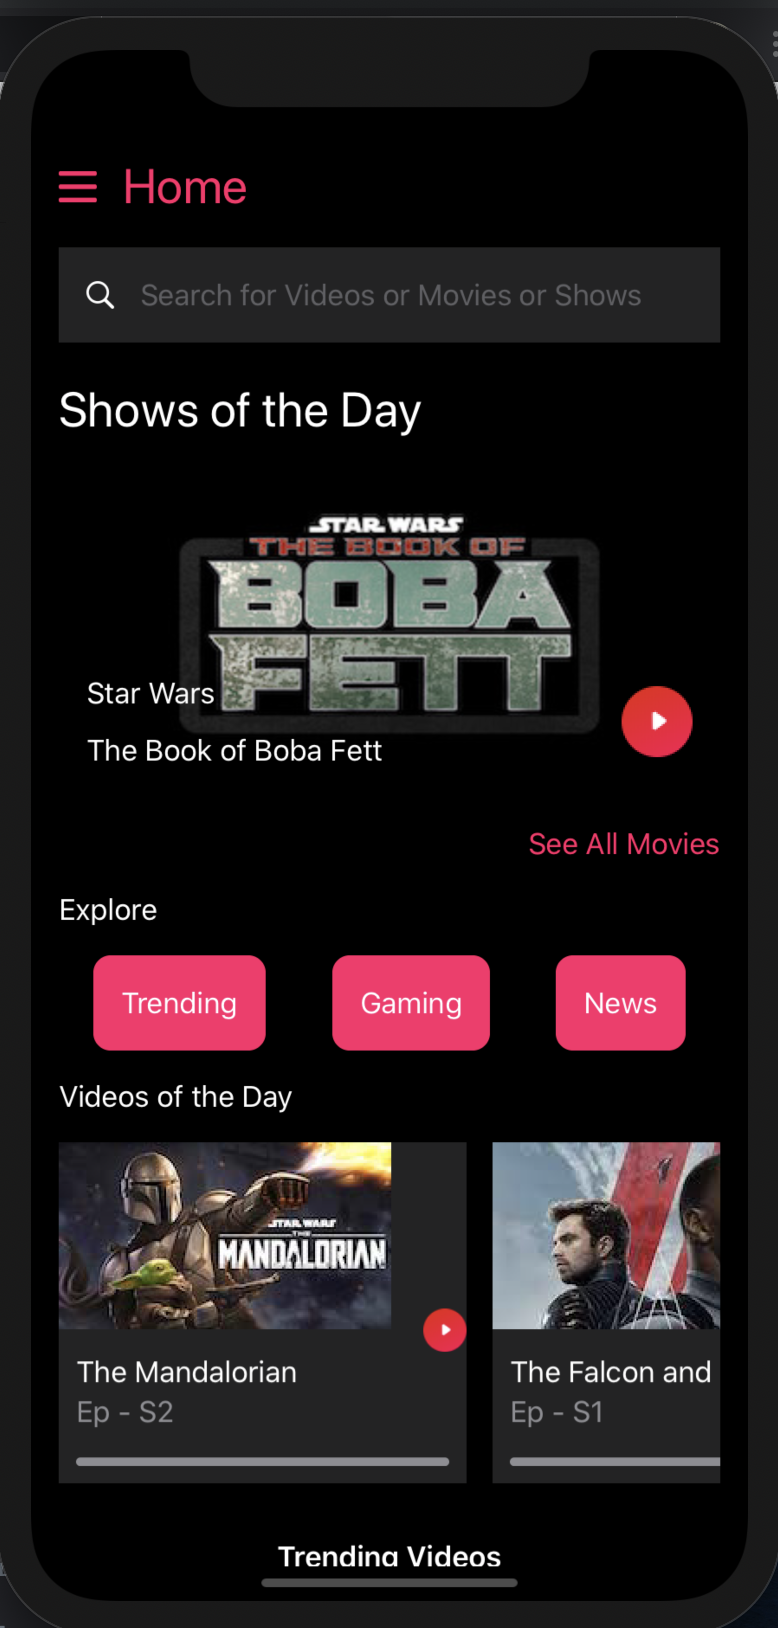 Home
Search for Videos or Movies or Shows
Shows of the Day
STAR WARS
THE BOOK OF
BOBA
FETT
Star Wars
The Book of Boba Fett
See All Movies
Explore
Trending
Gaming
News
Videos of the Day
STAR WARS
THE
MANDALORIAN
The Mandalorian
Ep - S2
The Falcon and
Ep - S1
Trending Videos